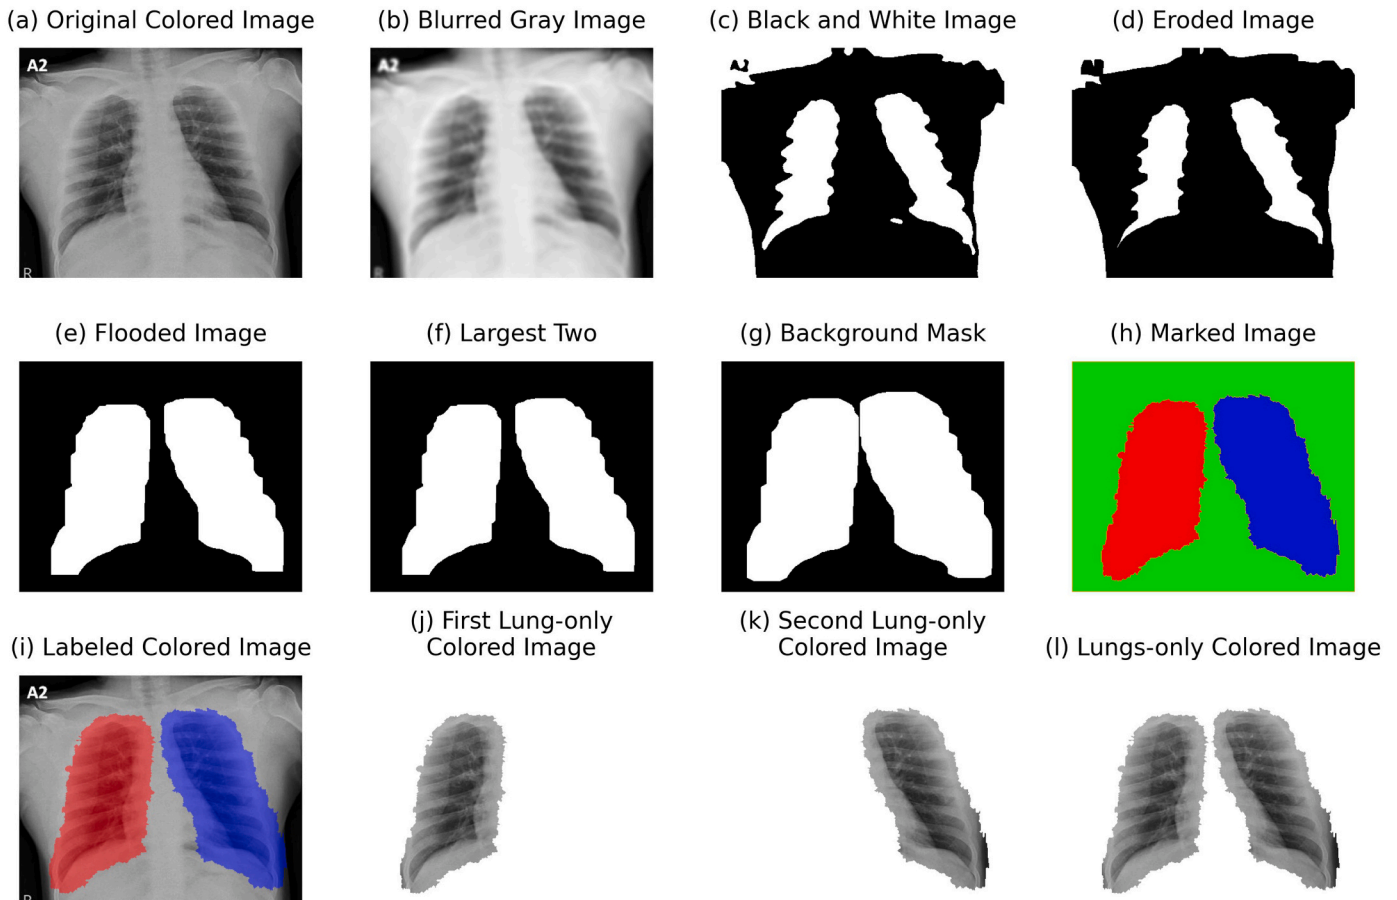 (a) Original Colored Image
(b) Blurred Gray Image
(c) Black and White Image
(d) Eroded Image
A2
R
A2
R
A2
(e) Flooded Image
(f) Largest Two
(g) Background Mask
(h) Marked Image
(i) Labeled Colored Image
(j) First Lung-only
Colored Image
(k) Second Lung-only
Colored Image
(l) Lungs-only Colored Image
A2
R